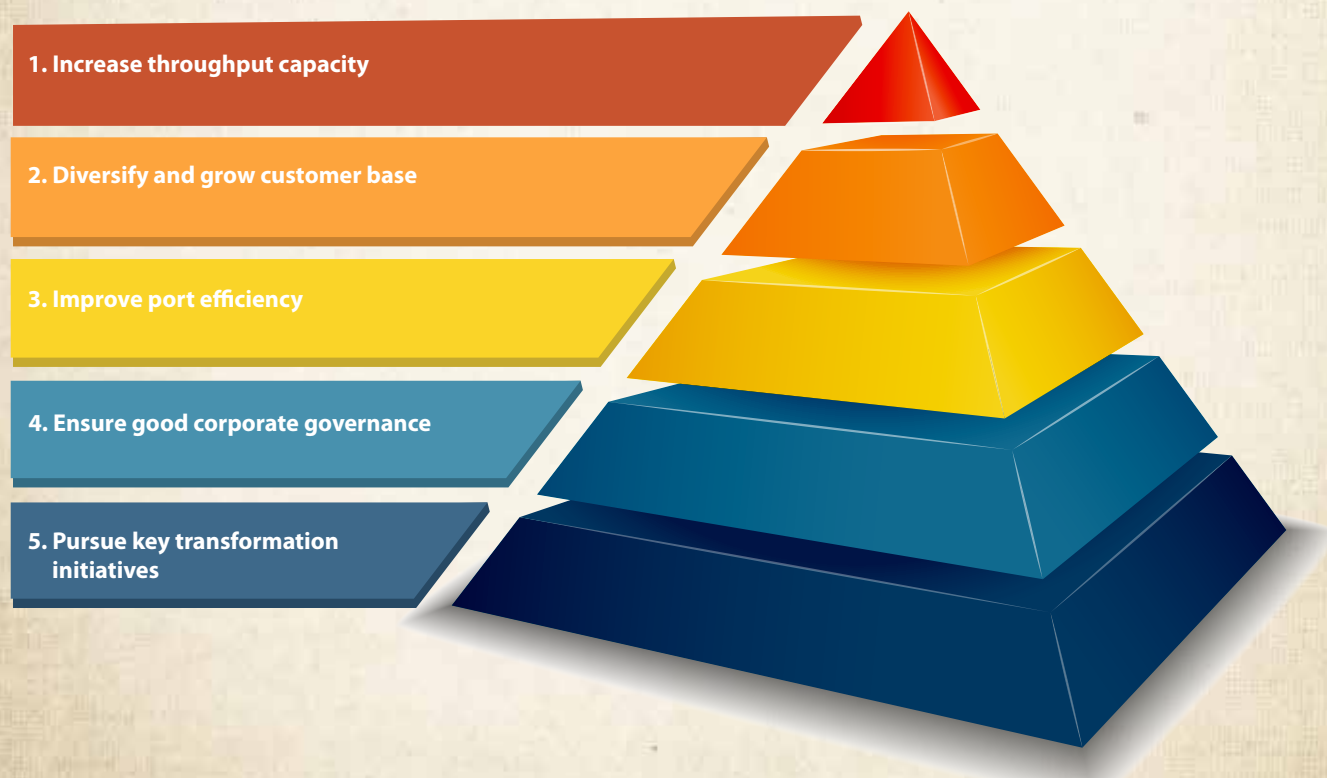 1. Increase throughput capacity
2. Diversify and grow customer base
3. Improve port efficiency
4. Ensure good corporate governance
5. Pursue key transformation
initiatives